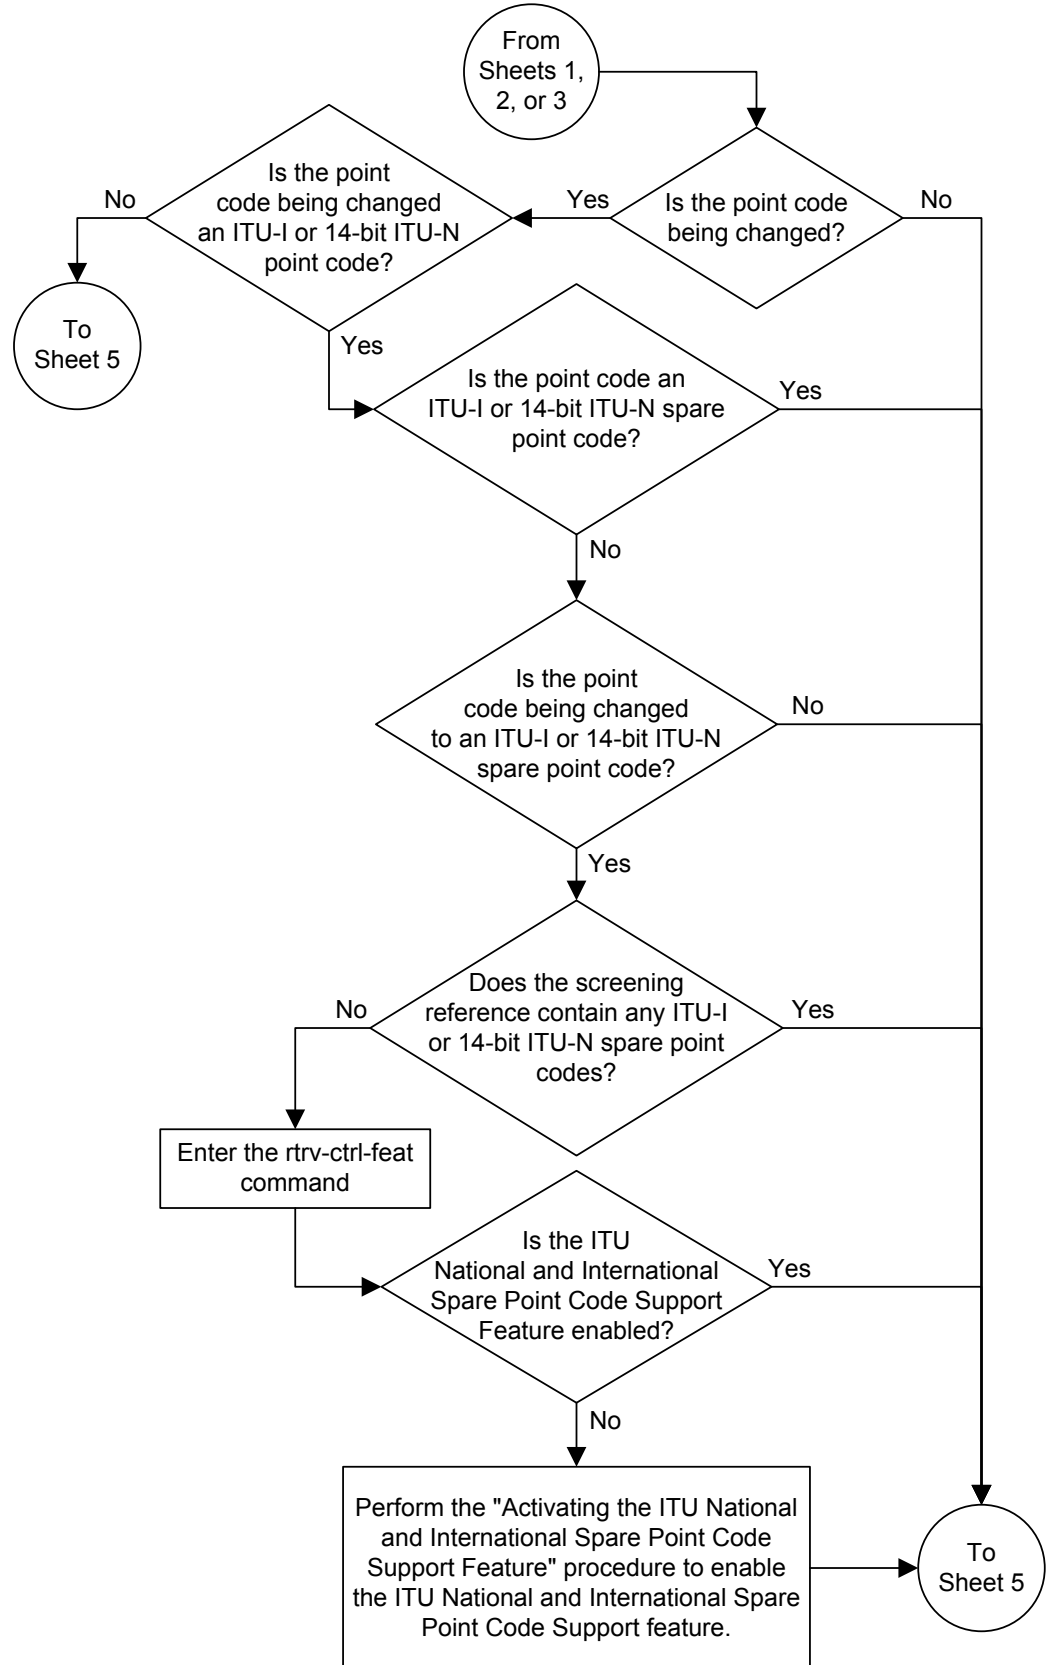 From
Sheets 1,
2, or 3
Is the point code
being changed?
Yes
No
Is the point
code being changed
an ITU-I or 14-bit ITU-N
point code?
No
To
Sheet 5
Yes
Is the point code an
ITU-I or 14-bit ITU-N spare
point code?
Yes
No
Is the point
code being changed
to an ITU-I or 14-bit ITU-N
spare point code?
No
Yes
Does the screening
reference contain any ITU-I
or 14-bit ITU-N spare point
codes?
No
Yes
Enter the rtrv-ctrl-feat
command
Is the ITU
National and International
Spare Point Code Support
Feature enabled?
Yes
No
Perform the "Activating the ITU National
and International Spare Point Code
Support Feature" procedure to enable
the ITU National and International Spare
Point Code Support feature.
To
Sheet 5